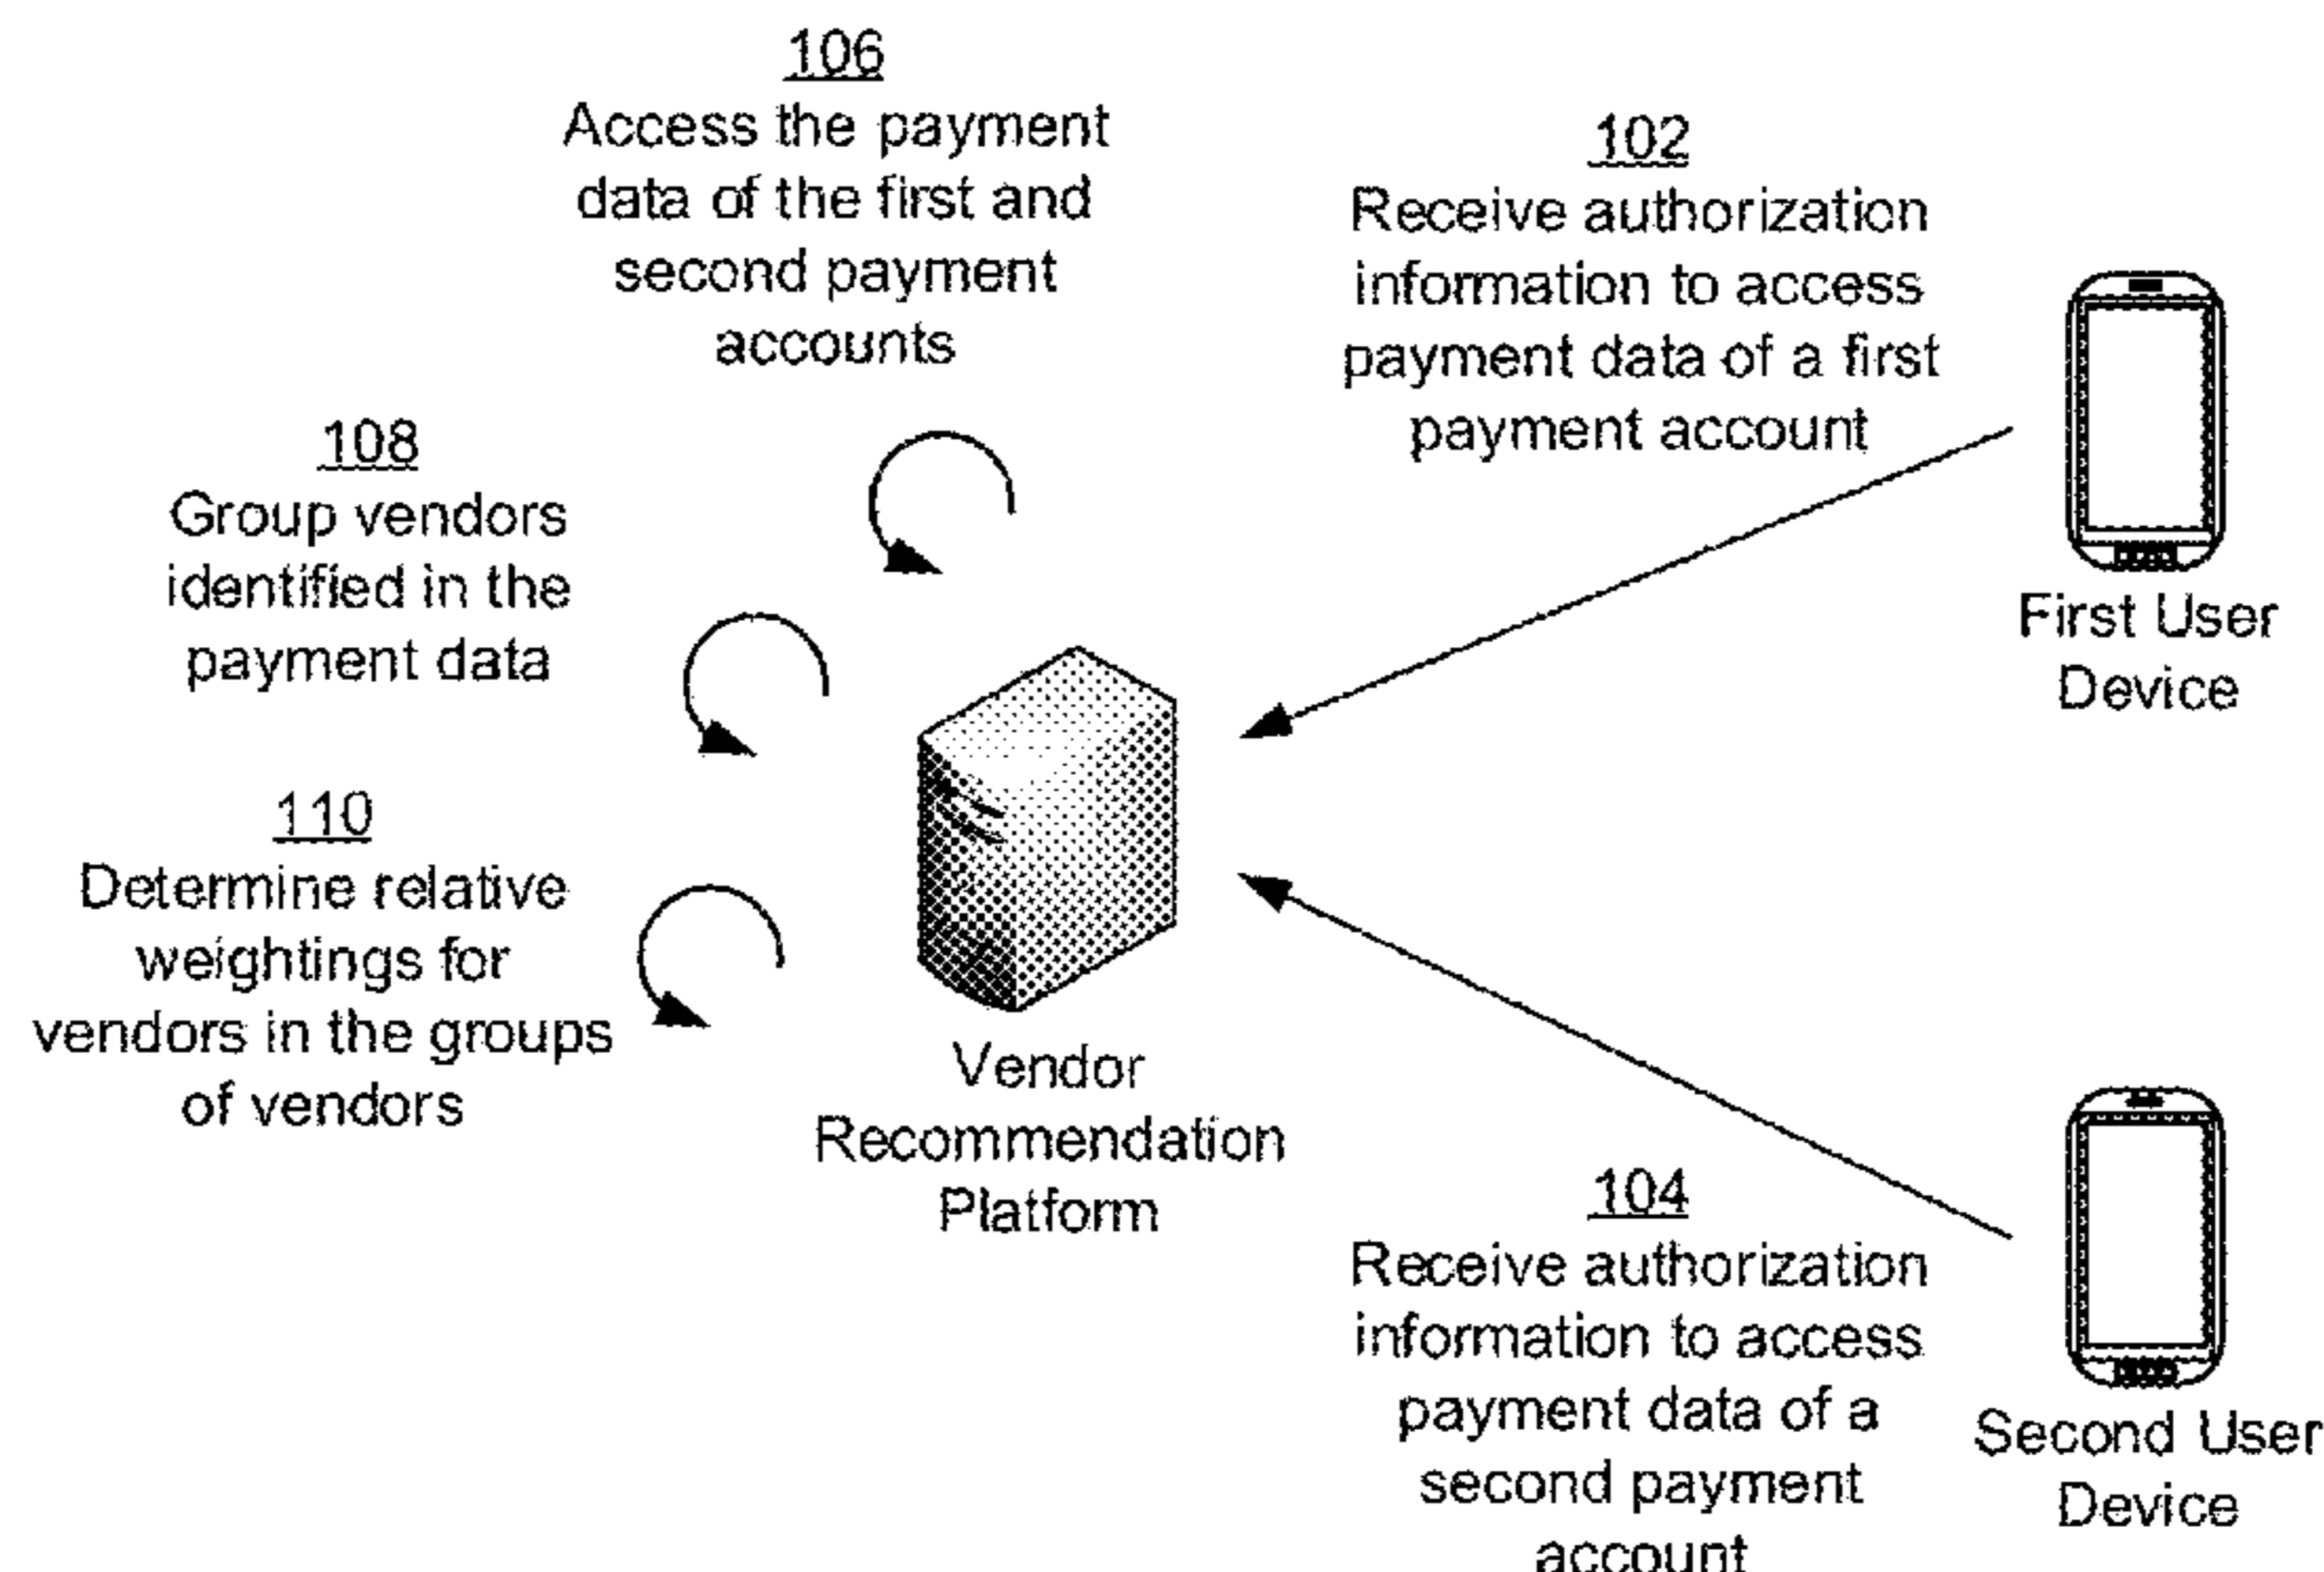 106
Access the payment
data of the first and
second payment
accounts
102
Receive authorization
information to access
payment data of a first
payment account
108
Group vendors
identified in the
payment data
First User
Device
110
Determine relative
weightings for
vendors in the groups
of vendors
Vendor
Recommendation
Platform
104
Receive authorization
information to access
payment data of a
second payment
account
Second User
Device